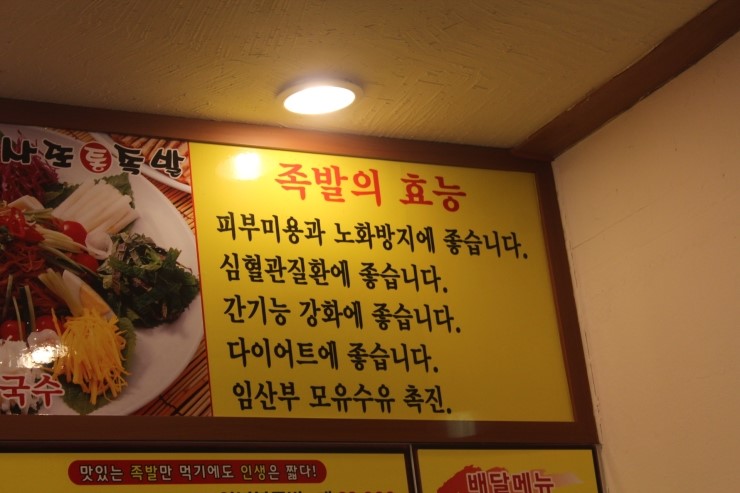 족발의 효능
피부미용과 노화방지에 좋습니다.
심혈관질환에 좋습니다.
간기능 강화에 좋습니다.
다이어트에 좋습니다.
임산부 모유수유 촉진.
국수
맛있는 족발만 먹기에도 인생은 짧다!
배달메뉴